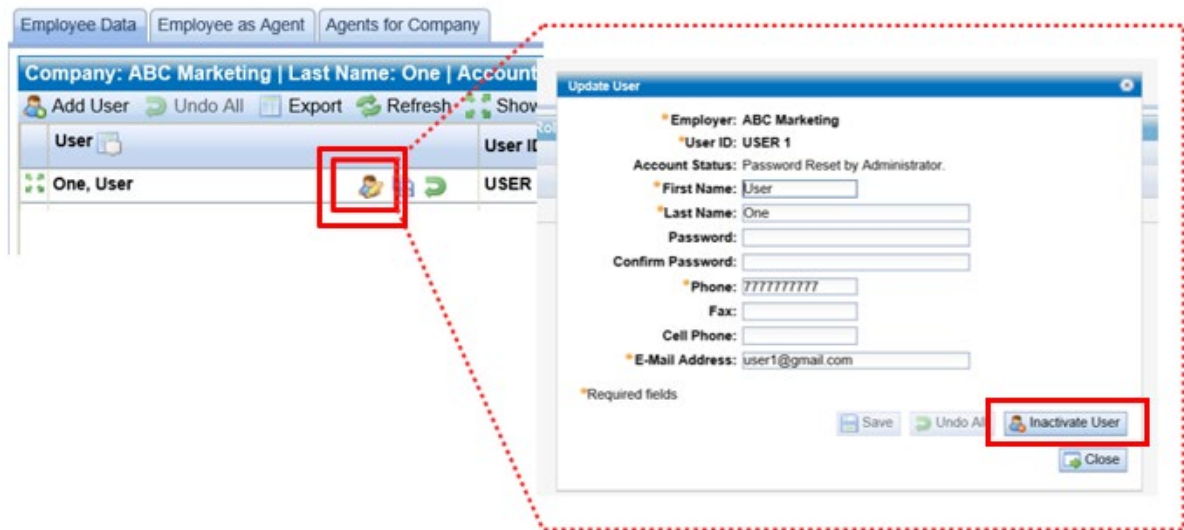 Employee Data Employee as Agent Agents for Company
Company: ABC Marketing | Last Name: One | Account
Add User Undo All Export Refresh Show
User User ID
One, User USER
Rol
Update User
*Employer: ABC Marketing
*User ID: USER 1
Account Status: Password Reset by Administrator.
*First Name: User
*Last Name: One
Password:
Confirm Password:
*Phone: 7777777777
Fax:
Cell Phone:
*E-Mail Address: user1@gmail.com
*Required fields
Save Undo All Inactivate User
Close